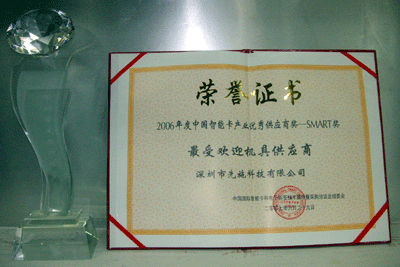 荣誉证书
2006年度中国智能卡产业优秀供应商奖—SMART奖
最受欢迎机具供应商
深圳市先施科技有限公司